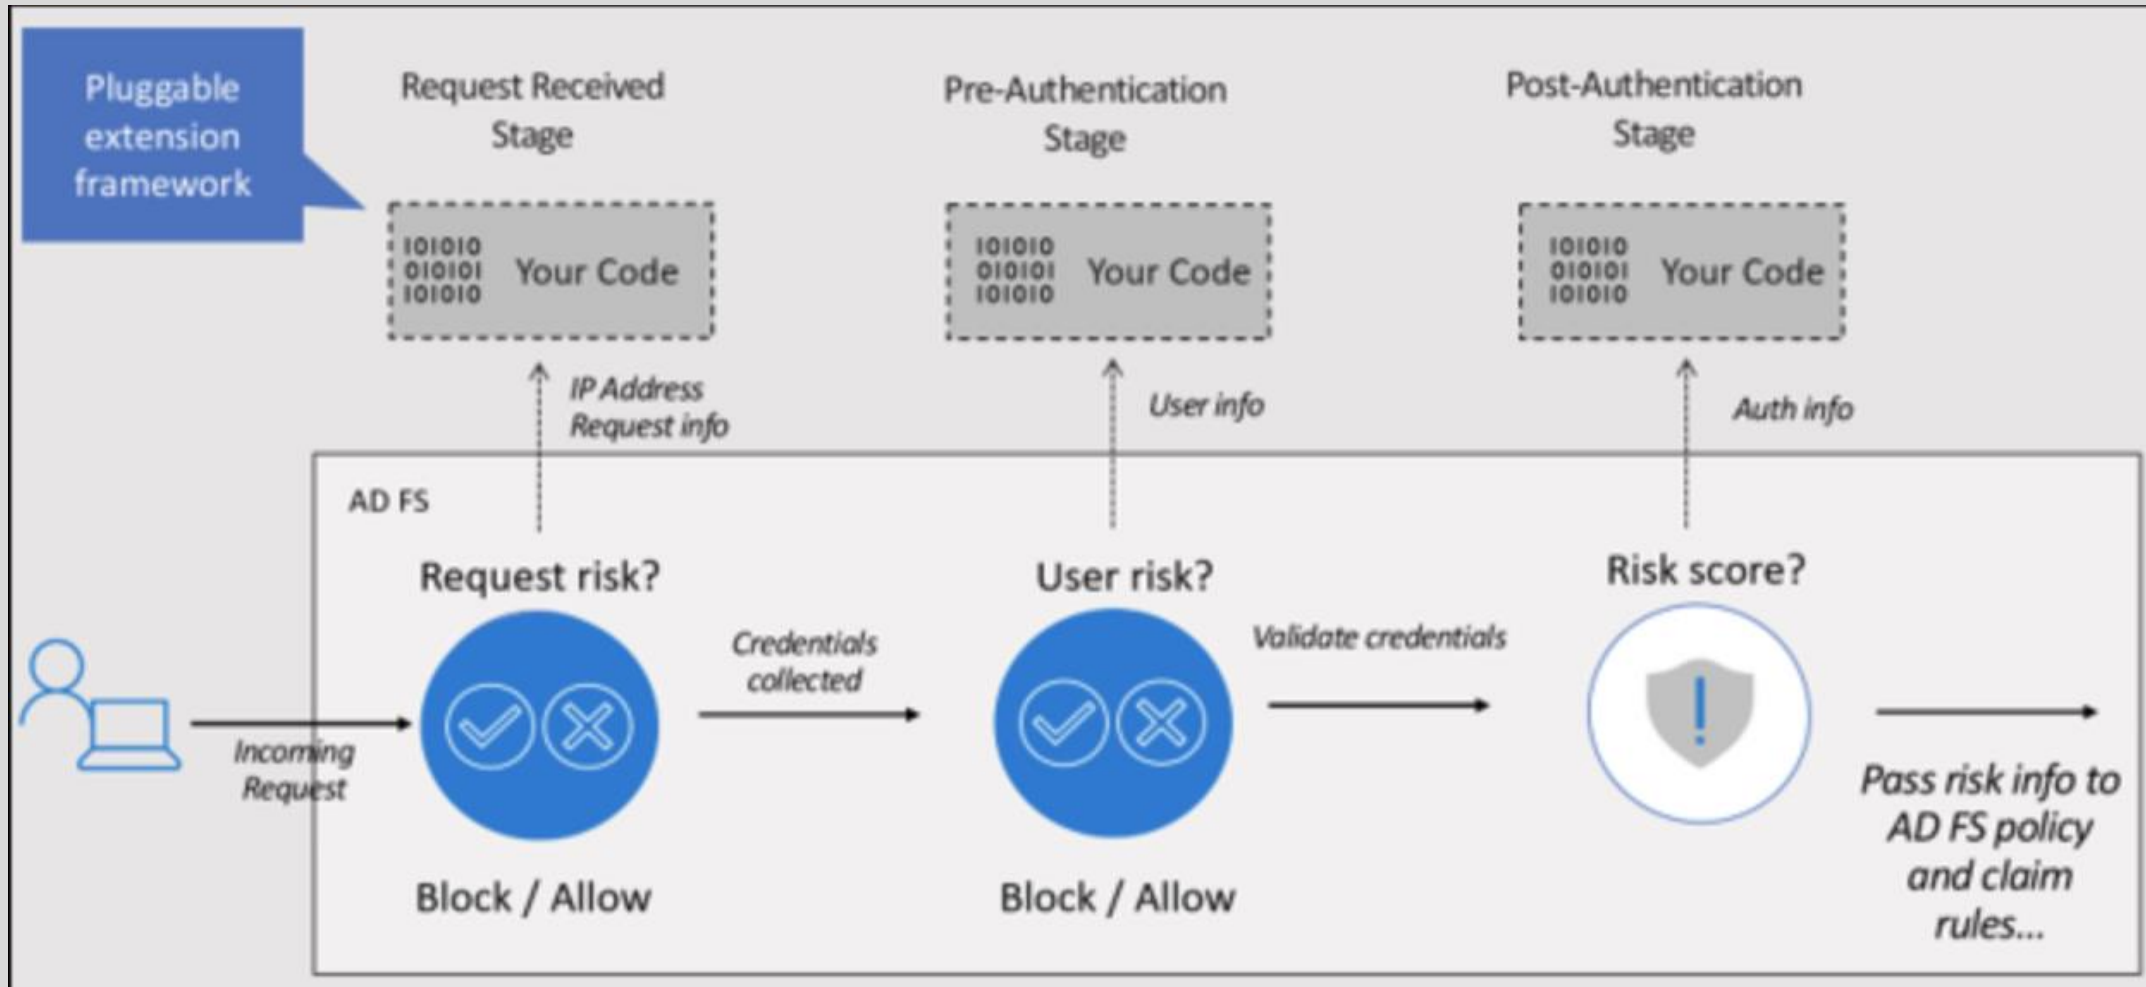 Pluggable
extension
framework
Request Received
Stage
Pre-Authentication
Stage
Post-Authentication
Stage
101010
010101
101010
Your Code
101010
010101
101010
Your Code
101010
010101
101010
Your Code
IP Address
Request info
User info
Auth info
AD FS
Request risk?
User risk?
Risk score?
Incoming
Request
Credentials
collected
Validate credentials
Block / Allow
Block / Allow
Pass risk info to
AD FS policy
and claim
rules...